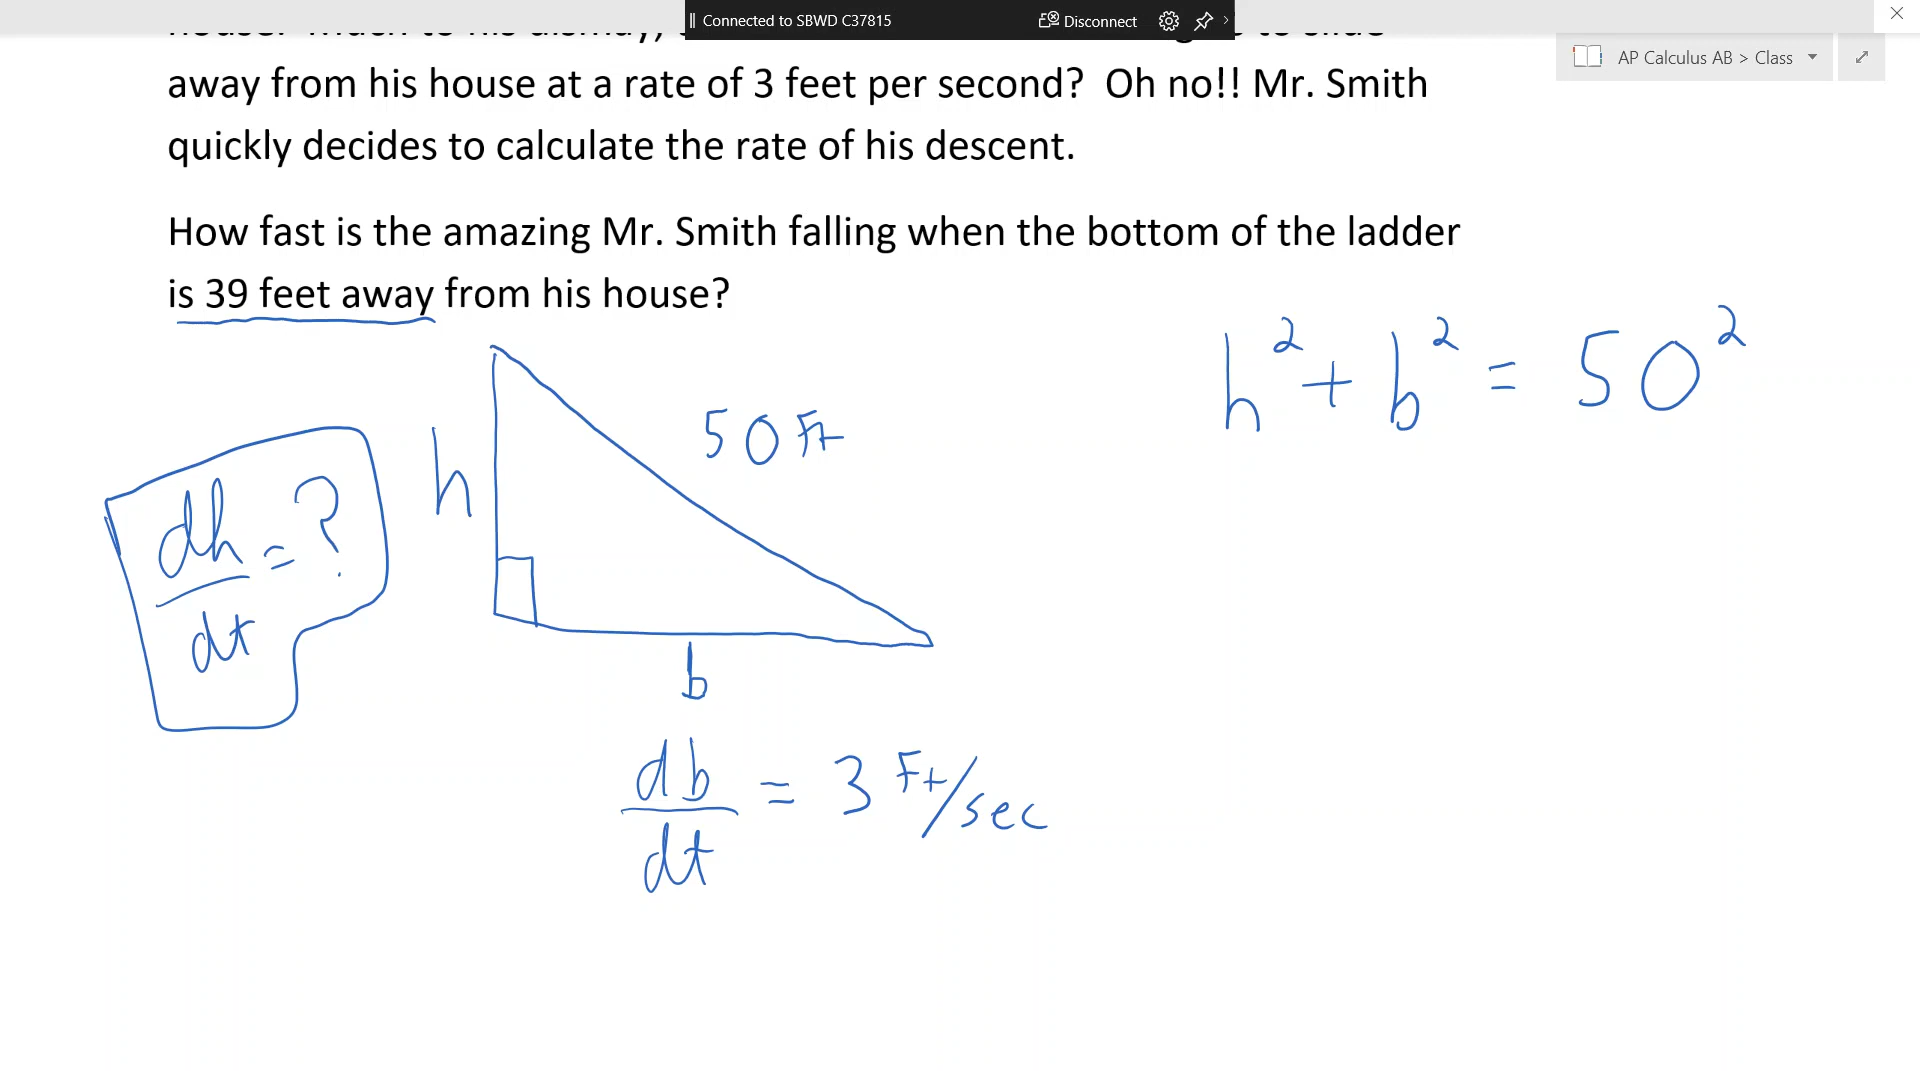 Connected to SBWD C37815 Disconnect
AP Calculus AB > Class
away from his house at a rate of 3 feet per second? Oh no!! Mr. Smith
quickly decides to calculate the rate of his descent.
How fast is the amazing Mr. Smith falling when the bottom of the ladder
is 39 feet away from his house?
h² + b² = 50²
50 Ft
h
dh/dt = ?
b
db/dt = 3 Ft/sec